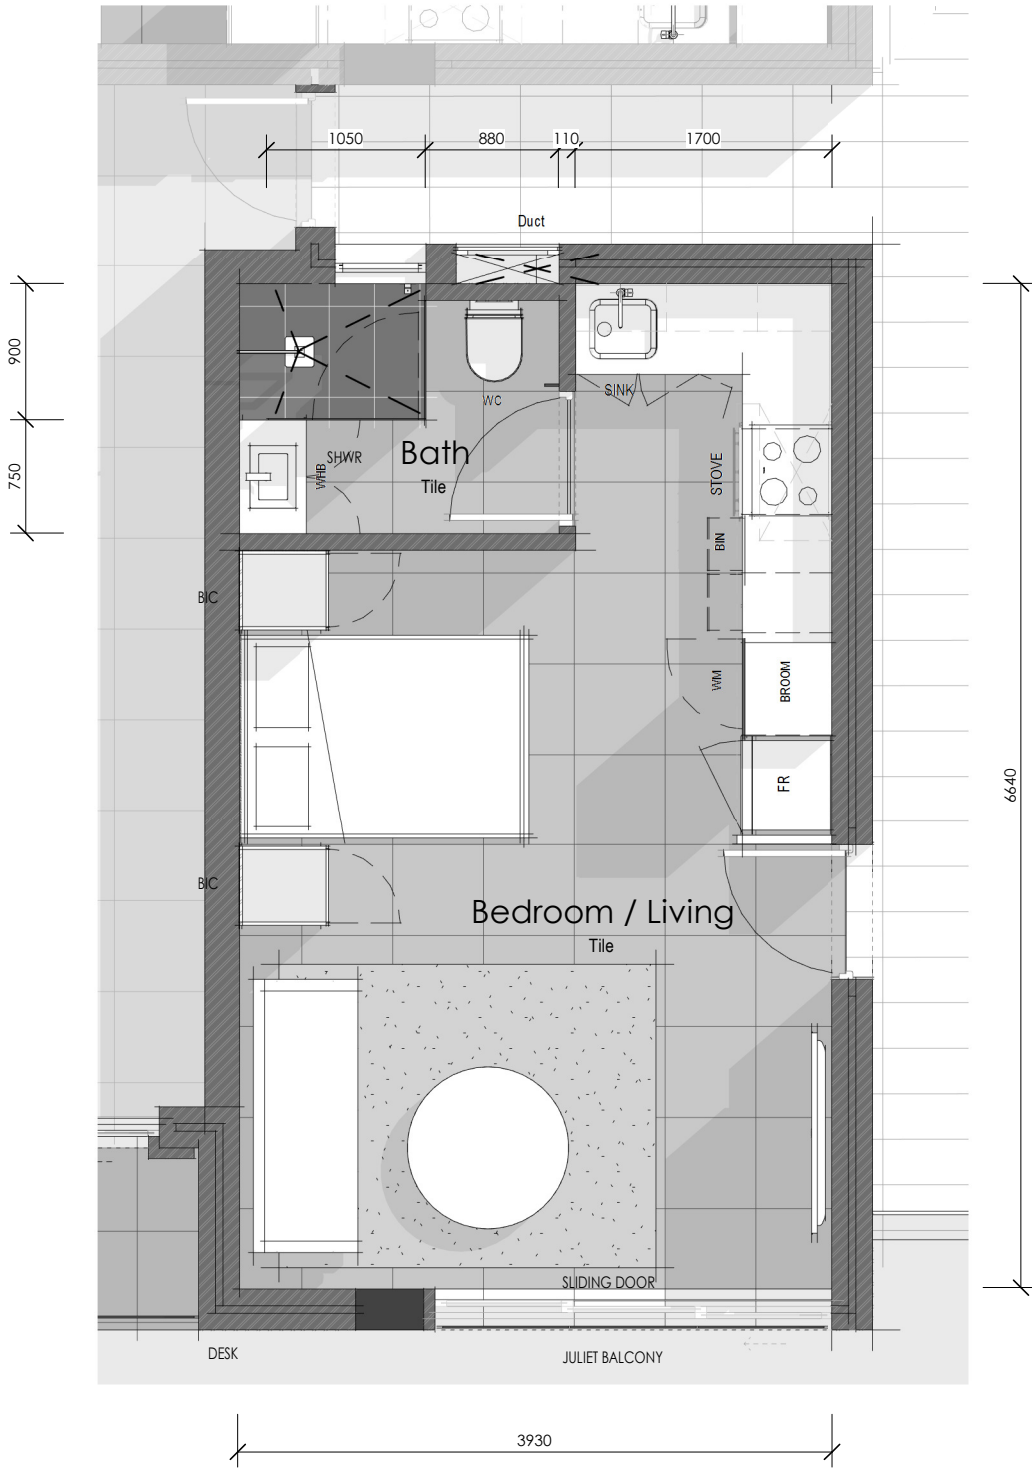 1050
880
110
1700
Duct
900
SINK
WC
Bath
SHWR
WHB
STOVE
Tile
750
BIN
BIC
WM
BROOM
FR
6640
BIC
Bedroom / Living
Tile
SLIDING DOOR
DESK
JULIET BALCONY
3930